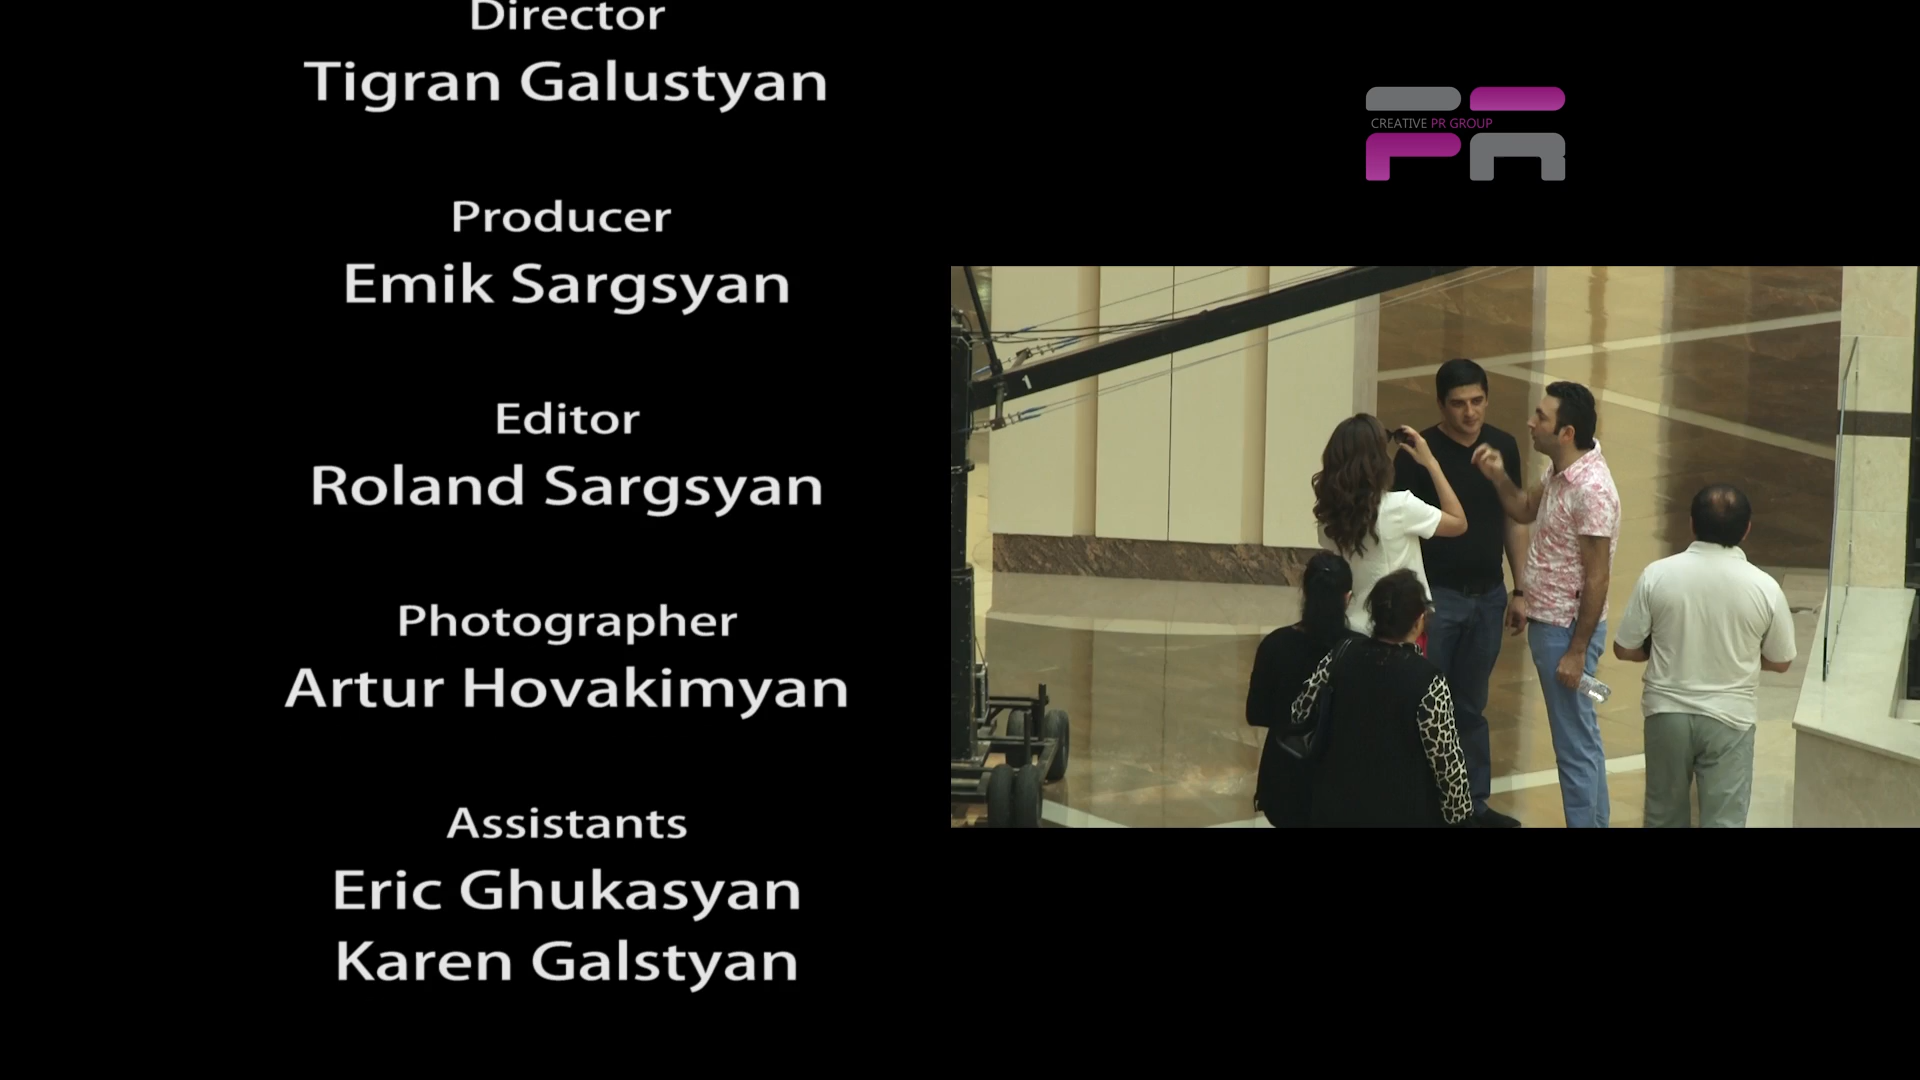 Director
Tigran Galustyan
Producer
Emik Sargsyan
Editor
Roland Sargsyan
Photographer
Artur Hovakimyan
Assistants
Eric Ghukasyan
Karen Galstyan
CREATIVE PR GROUP
1